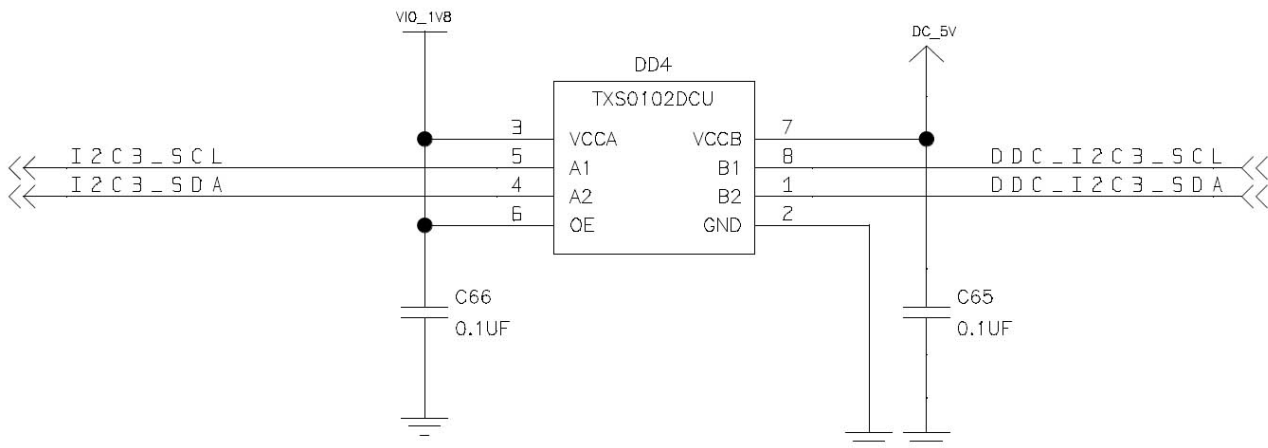 VIO_1V8
DC_5V
DD4
TXS0102DCU
3 VCCA VCCB 7
I2C3_SCL 5 A1 B1 8 DDC_I2C3_SCL
I2C3_SDA 4 A2 B2 1 DDC_I2C3_SDA
6 OE GND 2
C66 C65
0.1UF 0.1UF